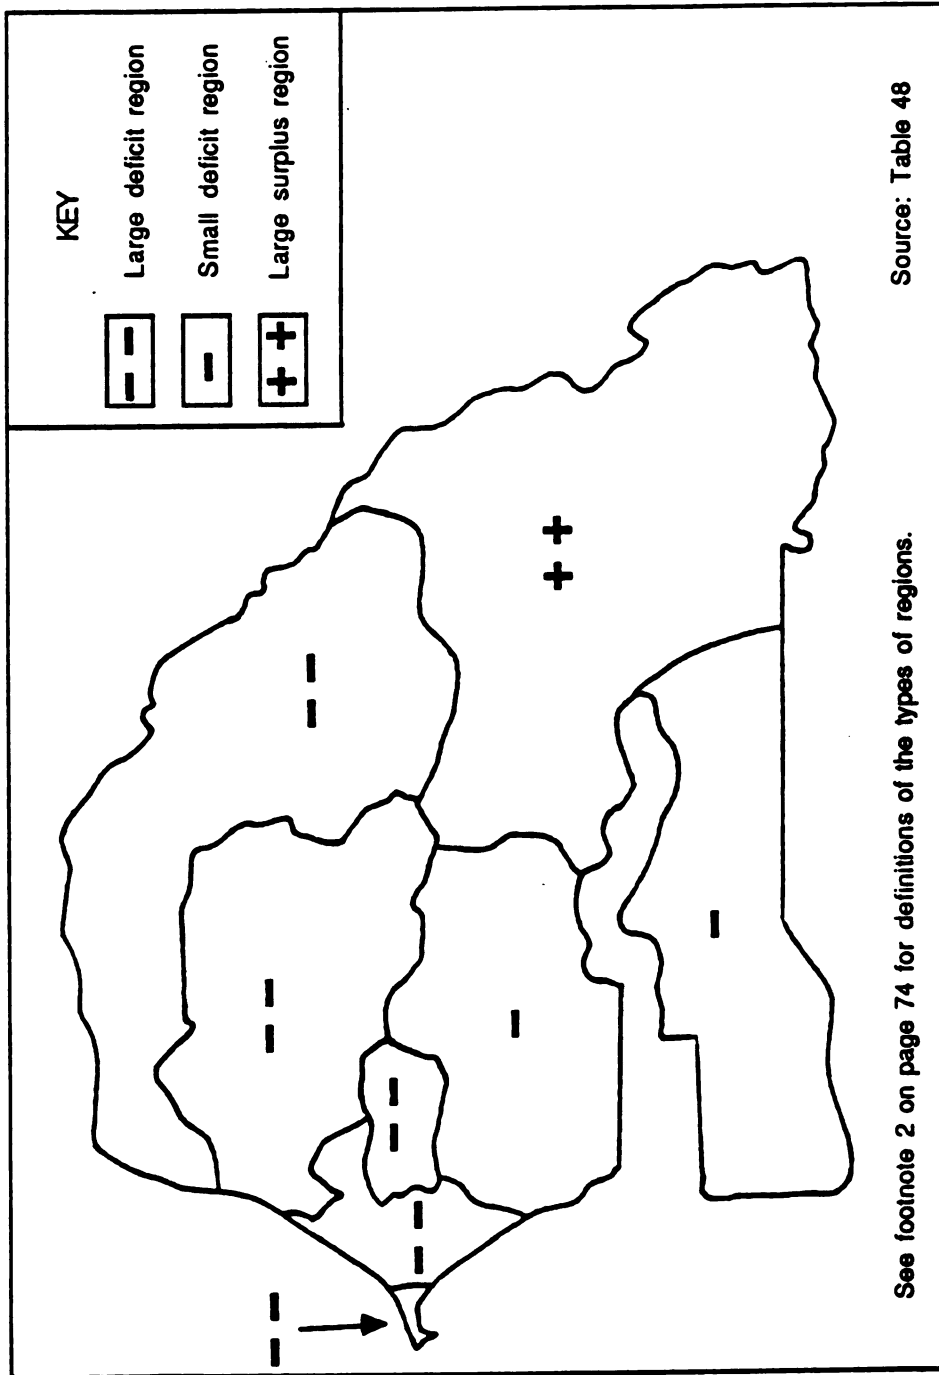 KEY
– – Large deficit region
– Small deficit region
+ + Large surplus region
– –
– –
– –
– –
– –
–
–
+ +
See footnote 2 on page 74 for definitions of the types of regions.
Source: Table 48